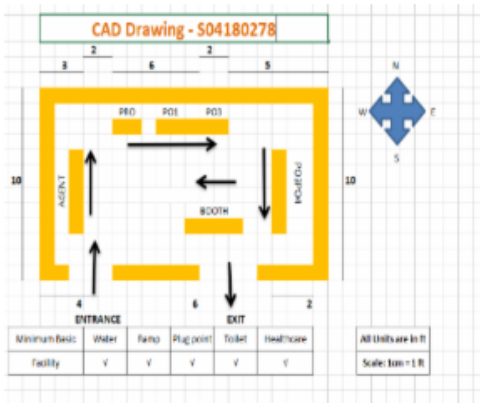 CAD Drawing - S04180278
2 2
3 6 5
N
W E
S
PRO PO1 PO3
10 AGENT 10
BOOTH
4 6 2
ENTRANCE EXIT
Minimum Basic Water Ramp Plug point Toilet Healthcare
Facility √ √ √ √ √
All Units are in ft
Scale: 1cm = 1 ft